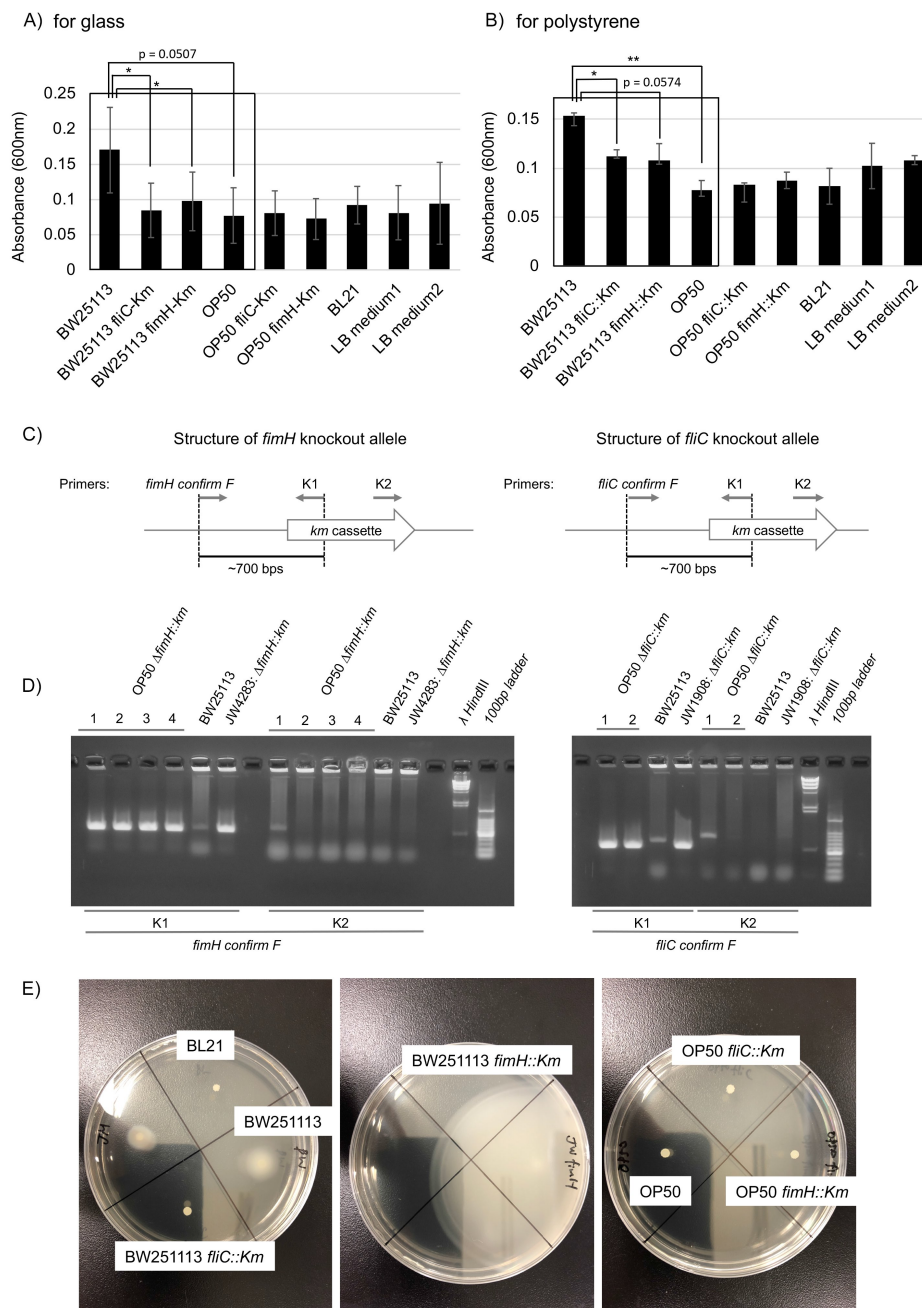 A) for glass
p = 0.0507
*
*
0.25
0.2
0.15
0.1
0.05
0
Absorbance (600nm)
BW25113
BW25113 fliC-Km
BW25113 fimH-Km
OP50
OP50 fliC-Km
OP50 fimH-Km
BL21
LB medium1
LB medium2
B) for polystyrene
**
*
p = 0.0574
0.15
0.1
0.05
0
Absorbance (600nm)
BW25113
BW25113 fliC::Km
BW25113 fimH::Km
OP50
OP50 fliC::Km
OP50 fimH::Km
BL21
LB medium1
LB medium2
C)
Structure of fimH knockout allele
Primers: fimH confirm F K1 K2
km cassette
~700 bps
Structure of fliC knockout allele
Primers: fliC confirm F K1 K2
km cassette
~700 bps
D)
OP50 ΔfimH::km
BW25113
JW4283: ΔfimH::km
OP50 ΔfimH::km
BW25113
JW4283: ΔfimH::km
λ HindIII
100bp ladder
1 2 3 4 1 2 3 4
K1 K2
fimH confirm F
OP50 ΔfliC::km
BW25113
JW1908: ΔfliC::km
OP50 ΔfliC::km
BW25113
JW1908: ΔfliC::km
λ HindIII
100bp ladder
1 2 1 2
K1 K2
fliC confirm F
E)
BL21
BW251113
JH
BW
BW251113 fliC::Km
BW251113 fimH::Km
JW fimH
OP50 fliC::Km
OP50
OP50
OP50 fimH::Km